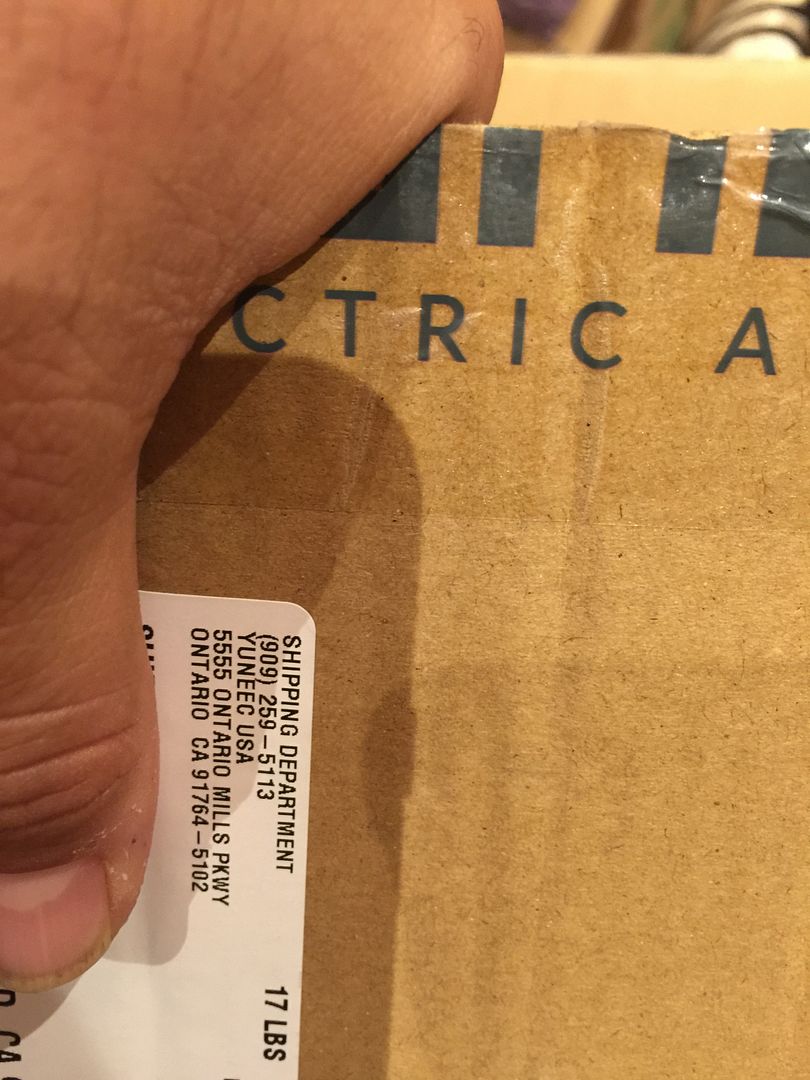 CTRIC A
SHIPPING DEPARTMENT
(909) 259-5113
YUNEEC USA
5555 ONTARIO MILLS PKWY
ONTARIO CA 91764-5102
17 LBS